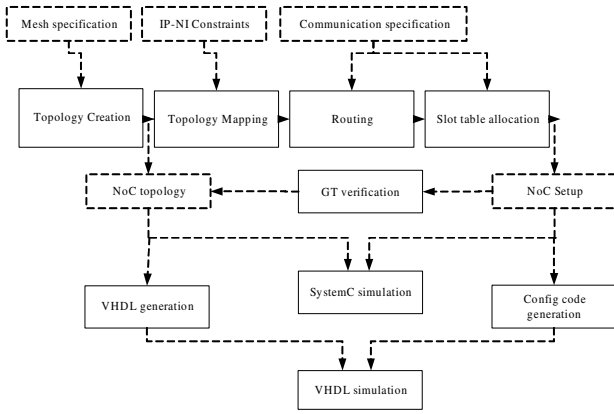 Mesh specification
IP-NI Constraints
Communication specification
Topology Creation
Topology Mapping
Routing
Slot table allocation
NoC topology
GT verification
NoC Setup
VHDL generation
SystemC simulation
Config code
generation
VHDL simulation